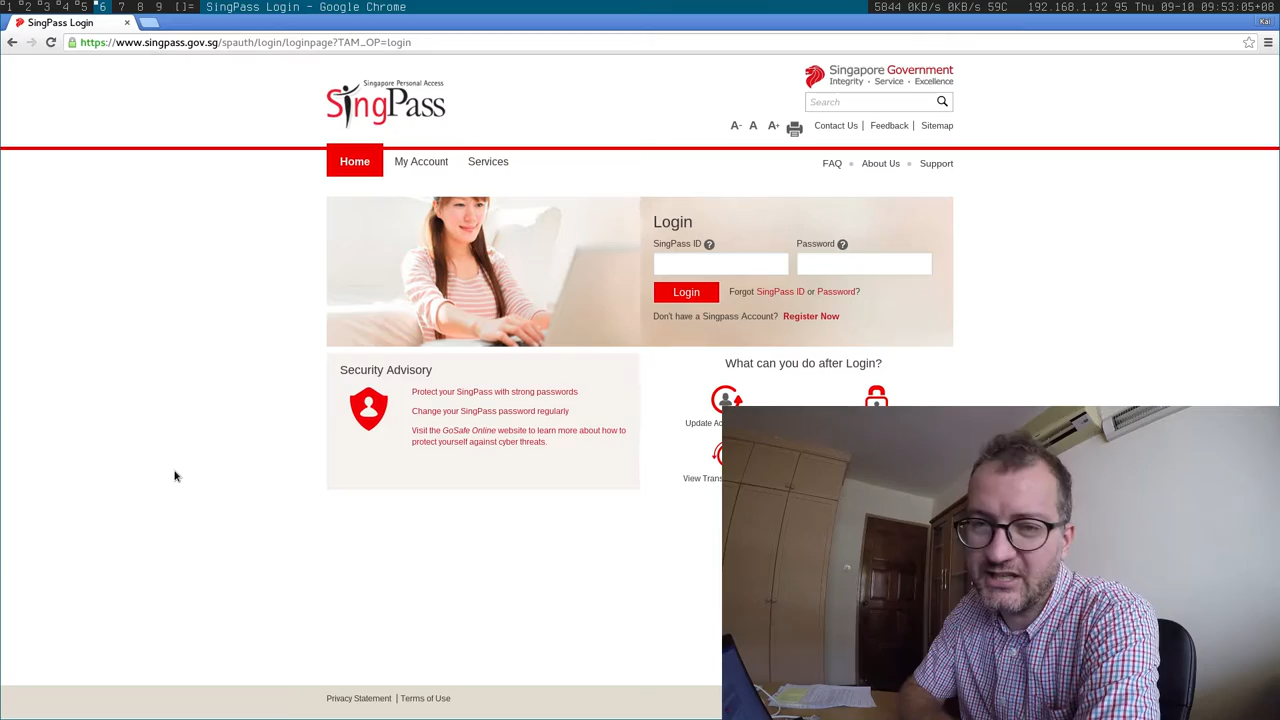 1 2 3 4 5 6 7 8 9 []= SingPass Login - Google Chrome 5844 0KB/s 0KB/s 59C 192.168.1.12 95 Thu 09-10 09:53:05+08
SingPass Login × Kai
https://www.singpass.gov.sg/spauth/login/loginpage?TAM_OP=login
Singapore Personal Access
SingPass
Singapore Government
Integrity · Service · Excellence
Search
A- A A+ Contact Us | Feedback | Sitemap
Home My Account Services FAQ About Us Support
Login
SingPass ID ? Password ?
Login Forgot SingPass ID or Password?
Don't have a Singpass Account? Register Now
Security Advisory
Protect your SingPass with strong passwords
Change your SingPass password regularly
Visit the GoSafe Online website to learn more about how to
protect yourself against cyber threats.
What can you do after Login?
Update
View
Privacy Statement | Terms of Use